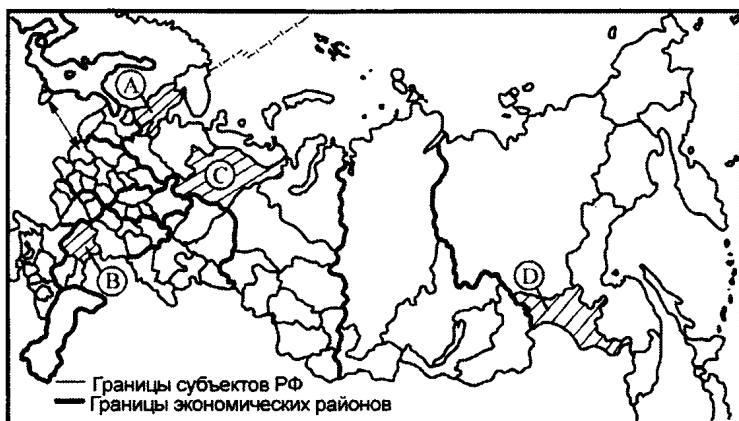 A
C
B
D
Границы субъектов РФ
Границы экономических районов